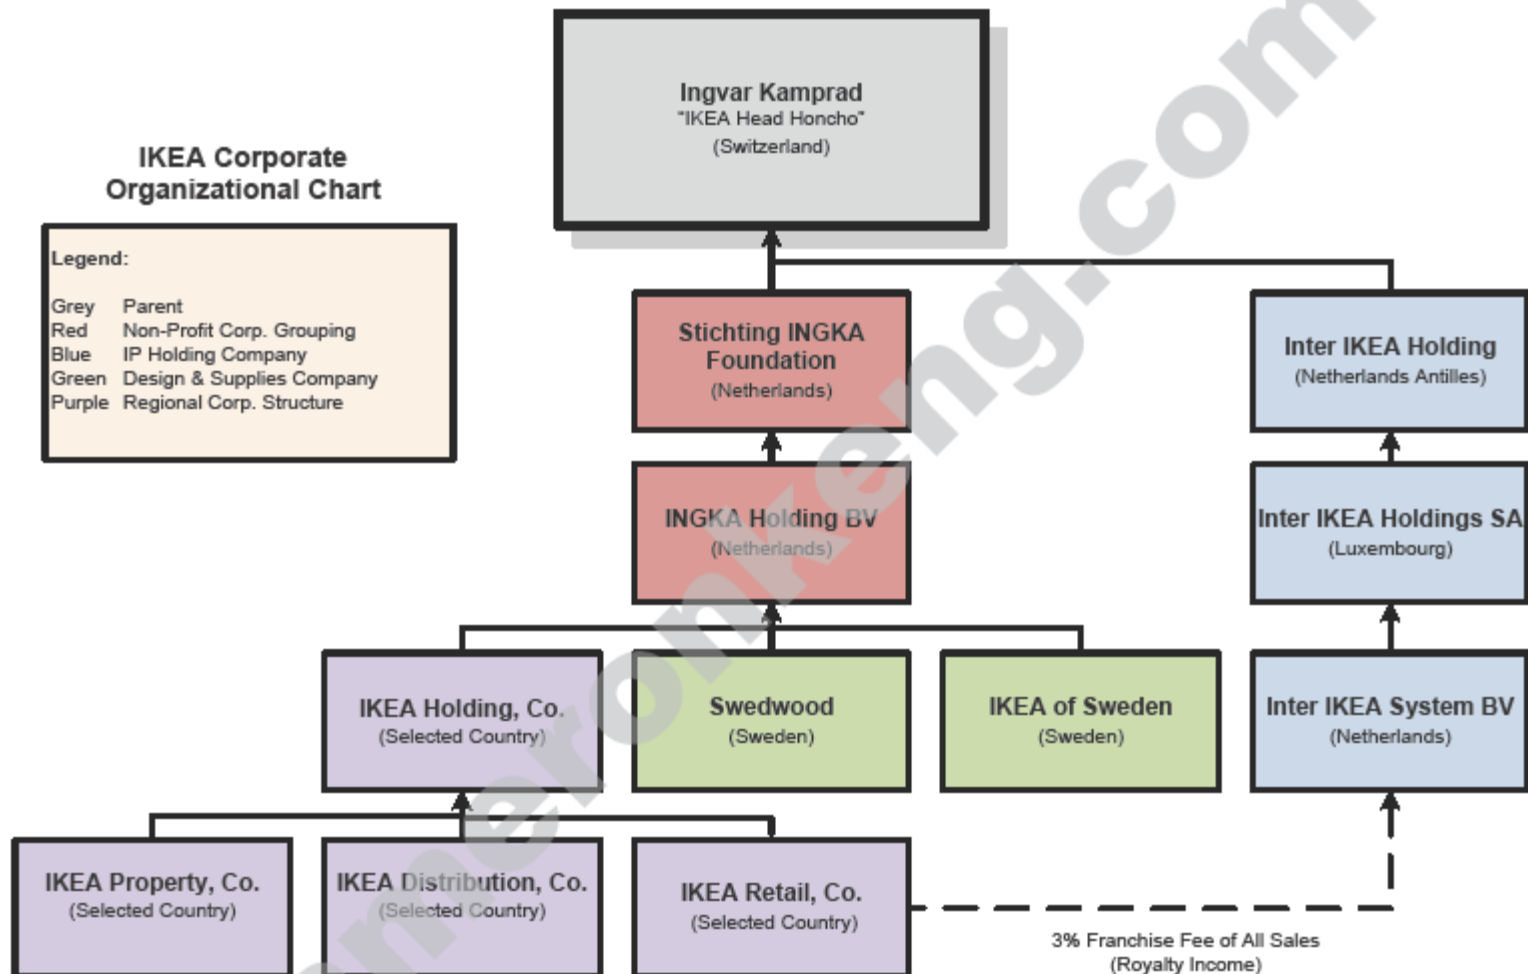 Ingvar Kamprad
"IKEA Head Honcho"
(Switzerland)
IKEA Corporate
Organizational Chart
Legend:
Grey Parent
Red Non-Profit Corp. Grouping
Blue IP Holding Company
Green Design & Supplies Company
Purple Regional Corp. Structure
Stichting INGKA
Foundation
(Netherlands)
Inter IKEA Holding
(Netherlands Antilles)
INGKA Holding BV
(Netherlands)
Inter IKEA Holdings SA
(Luxembourg)
IKEA Holding, Co.
(Selected Country)
Swedwood
(Sweden)
IKEA of Sweden
(Sweden)
Inter IKEA System BV
(Netherlands)
IKEA Property, Co.
(Selected Country)
IKEA Distribution, Co.
(Selected Country)
IKEA Retail, Co.
(Selected Country)
3% Franchise Fee of All Sales
(Royalty Income)
meronkeng.com